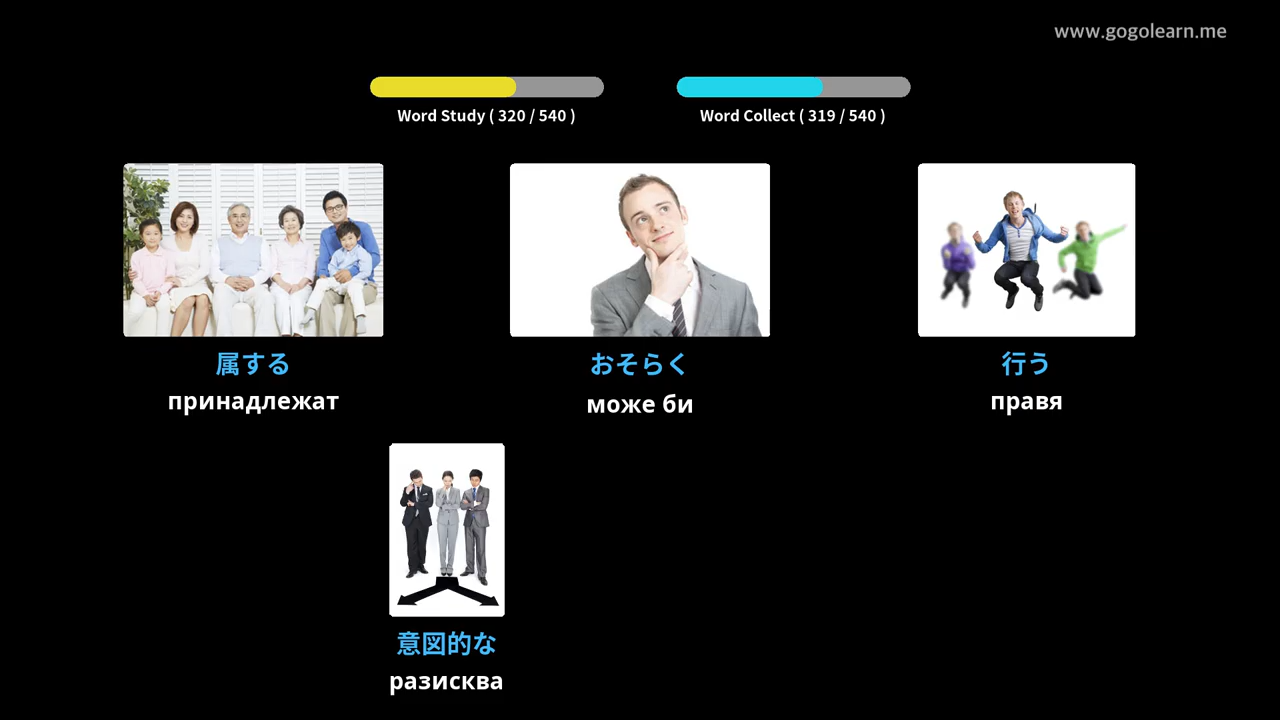 www.gogolearn.me
Word Study ( 320 / 540 )
Word Collect ( 319 / 540 )
属する
принадлежат
おそらく
може би
行う
правя
意図的な
разисква